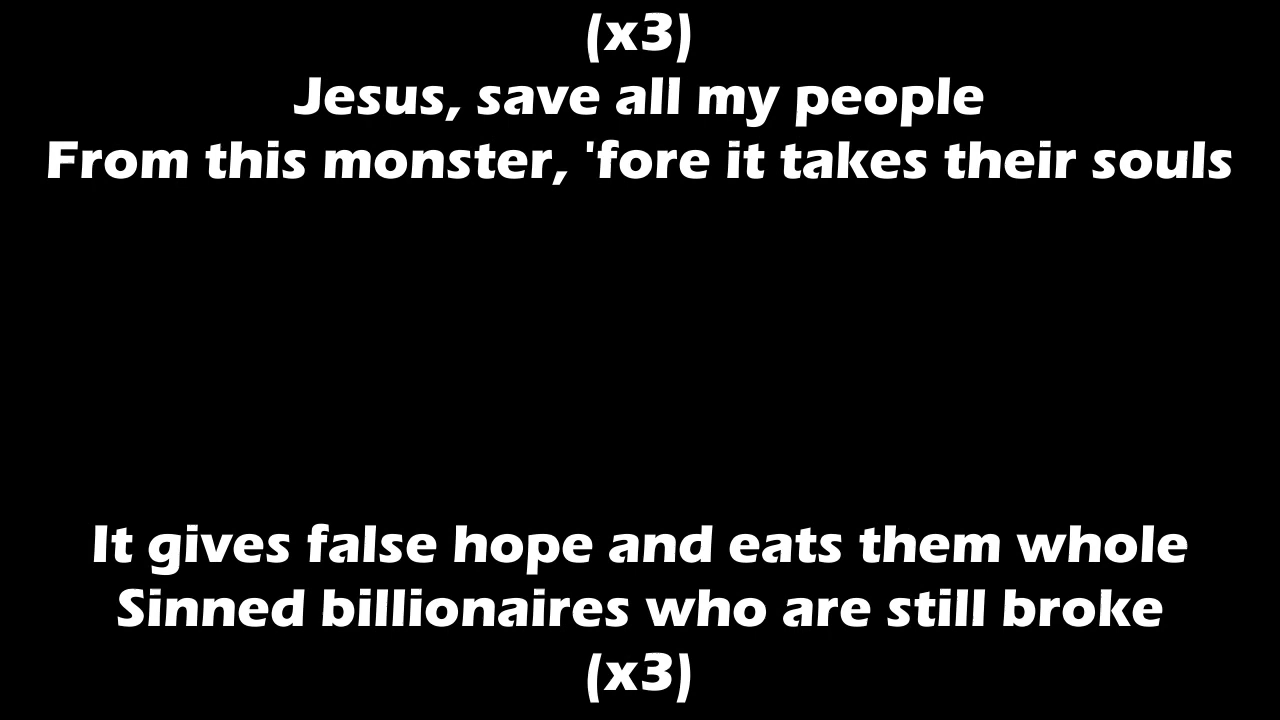 (x3)
Jesus, save all my people
From this monster, 'fore it takes their souls
It gives false hope and eats them whole
Sinned billionaires who are still broke
(x3)